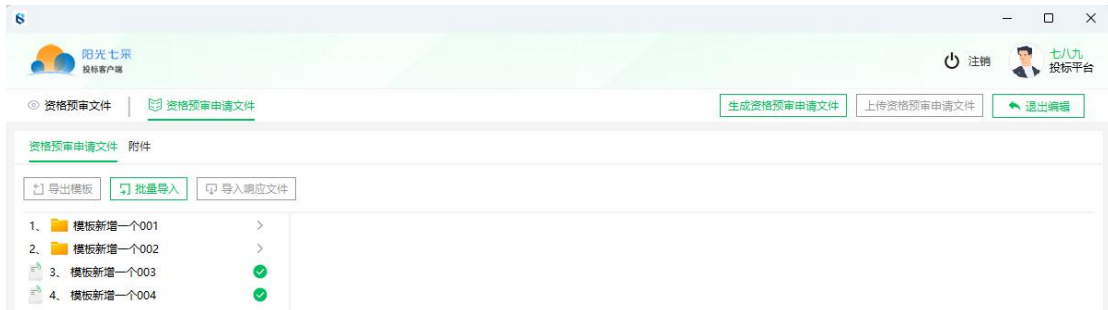 阳光七采
投标客户端
注销
七八九
投标平台
资格预审文件
资格预审申请文件
生成资格预审申请文件
上传资格预审申请文件
退出编辑
资格预审申请文件 附件
导出模板 批量导入 导入响应文件
1、 模板新增一个001
2、 模板新增一个002
3、 模板新增一个003
4、 模板新增一个004